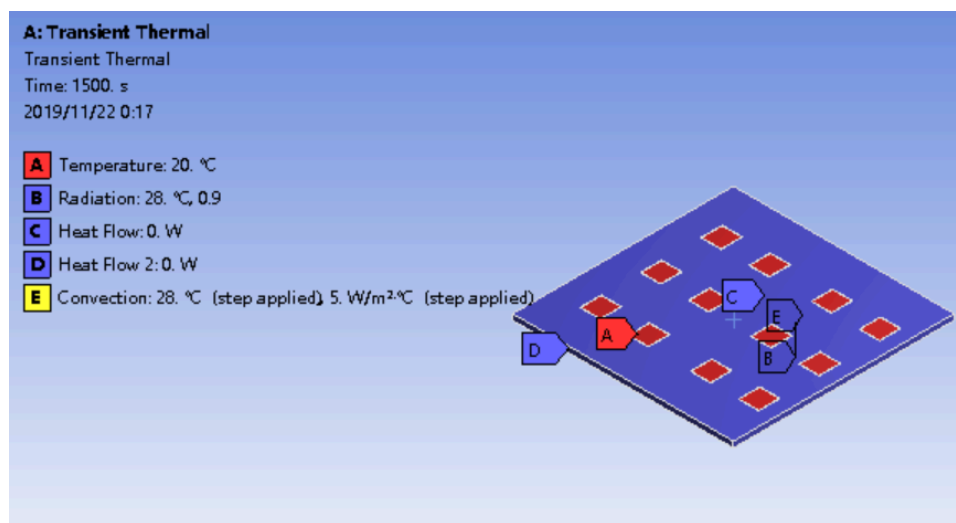 A: Transient Thermal
Transient Thermal
Time: 1500. s
2019/11/22 0:17
A Temperature: 20. °C
B Radiation: 28. °C, 0.9
C Heat Flow: 0. W
D Heat Flow 2: 0. W
E Convection: 28. °C (step applied), 5. W/m²·°C (step applied)
C
E
A
D
B